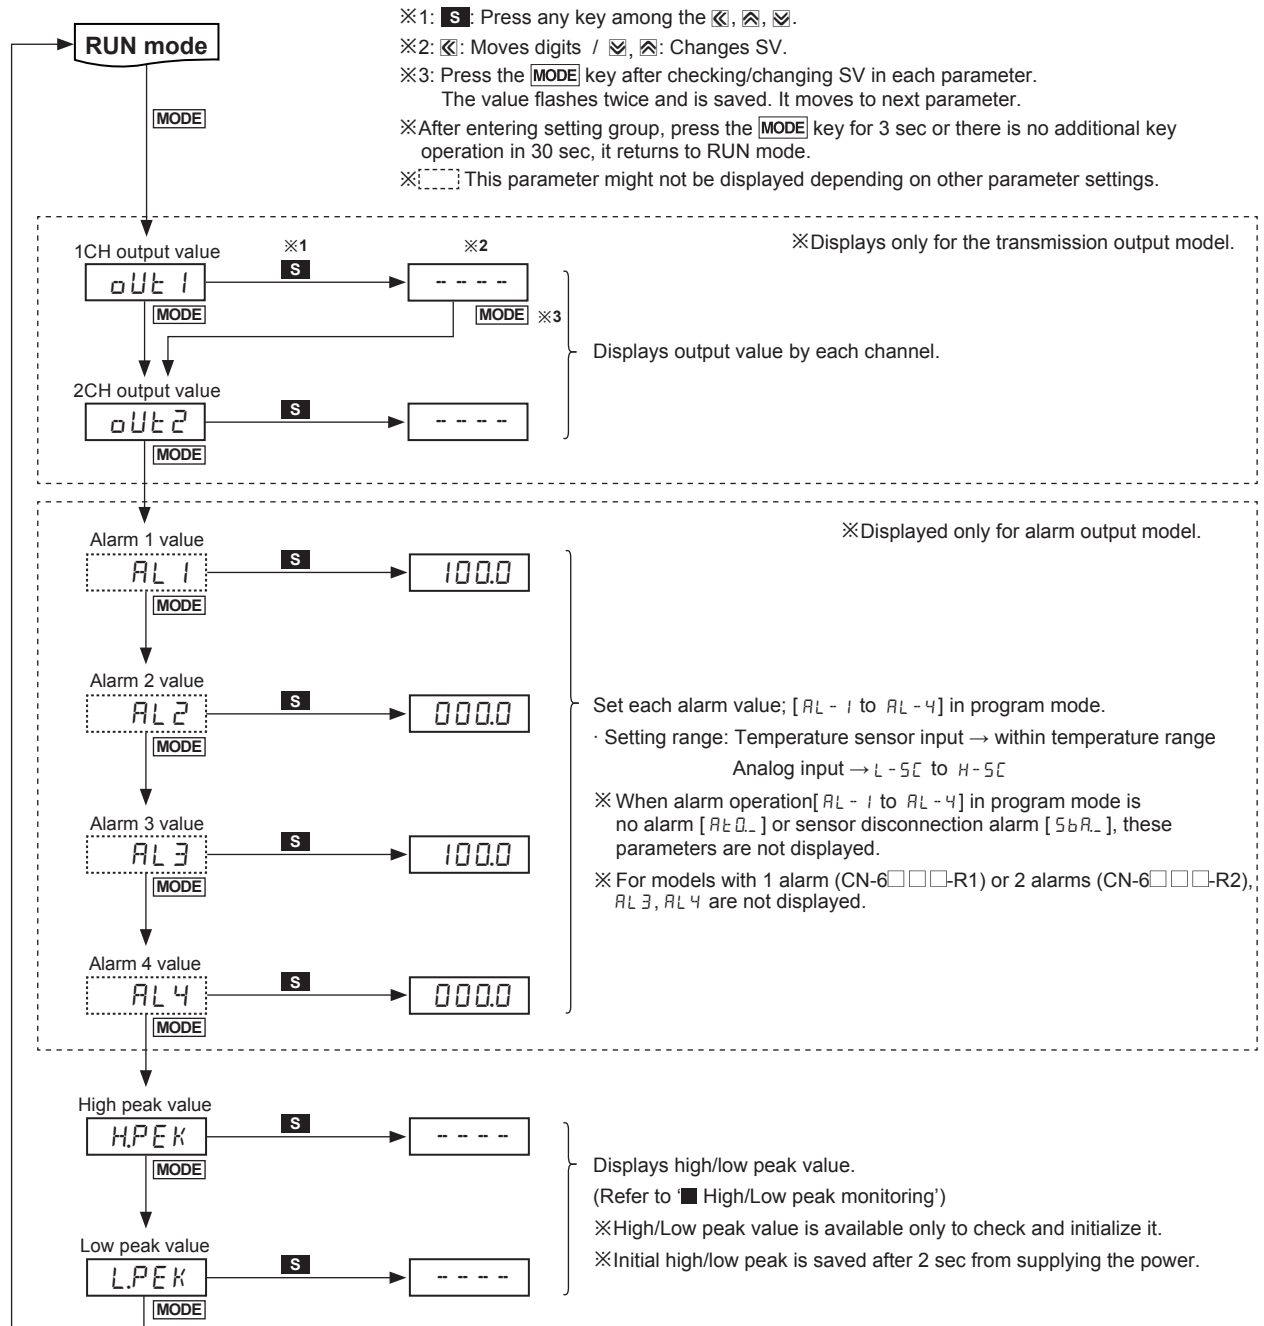 RUN mode
MODE
※1: S: Press any key among the ⮜, ︽, ︾.
※2: ⮜: Moves digits / ︾, ︽: Changes SV.
※3: Press the MODE key after checking/changing SV in each parameter.
The value flashes twice and is saved. It moves to next parameter.
※After entering setting group, press the MODE key for 3 sec or there is no additional key
operation in 30 sec, it returns to RUN mode.
※ This parameter might not be displayed depending on other parameter settings.
※Displays only for the transmission output model.
1CH output value
※1
※2
oUt1
S
-- -- -- --
MODE
MODE ※3
Displays output value by each channel.
2CH output value
oUt2
S
-- -- -- --
MODE
※Displayed only for alarm output model.
Alarm 1 value
AL1
S
100.0
MODE
Alarm 2 value
AL2
S
000.0
MODE
Alarm 3 value
AL3
S
100.0
MODE
Alarm 4 value
AL4
S
000.0
MODE
Set each alarm value; [AL-1 to AL-4] in program mode.
· Setting range: Temperature sensor input → within temperature range
Analog input → L-SC to H-SC
※ When alarm operation[AL-1 to AL-4] in program mode is
no alarm [At0._] or sensor disconnection alarm [SbA._], these
parameters are not displayed.
※ For models with 1 alarm (CN-6□□□-R1) or 2 alarms (CN-6□□□-R2),
AL3, AL4 are not displayed.
High peak value
H.PEK
S
-- -- -- --
MODE
Low peak value
L.PEK
S
-- -- -- --
MODE
Displays high/low peak value.
(Refer to '■ High/Low peak monitoring')
※High/Low peak value is available only to check and initialize it.
※Initial high/low peak is saved after 2 sec from supplying the power.